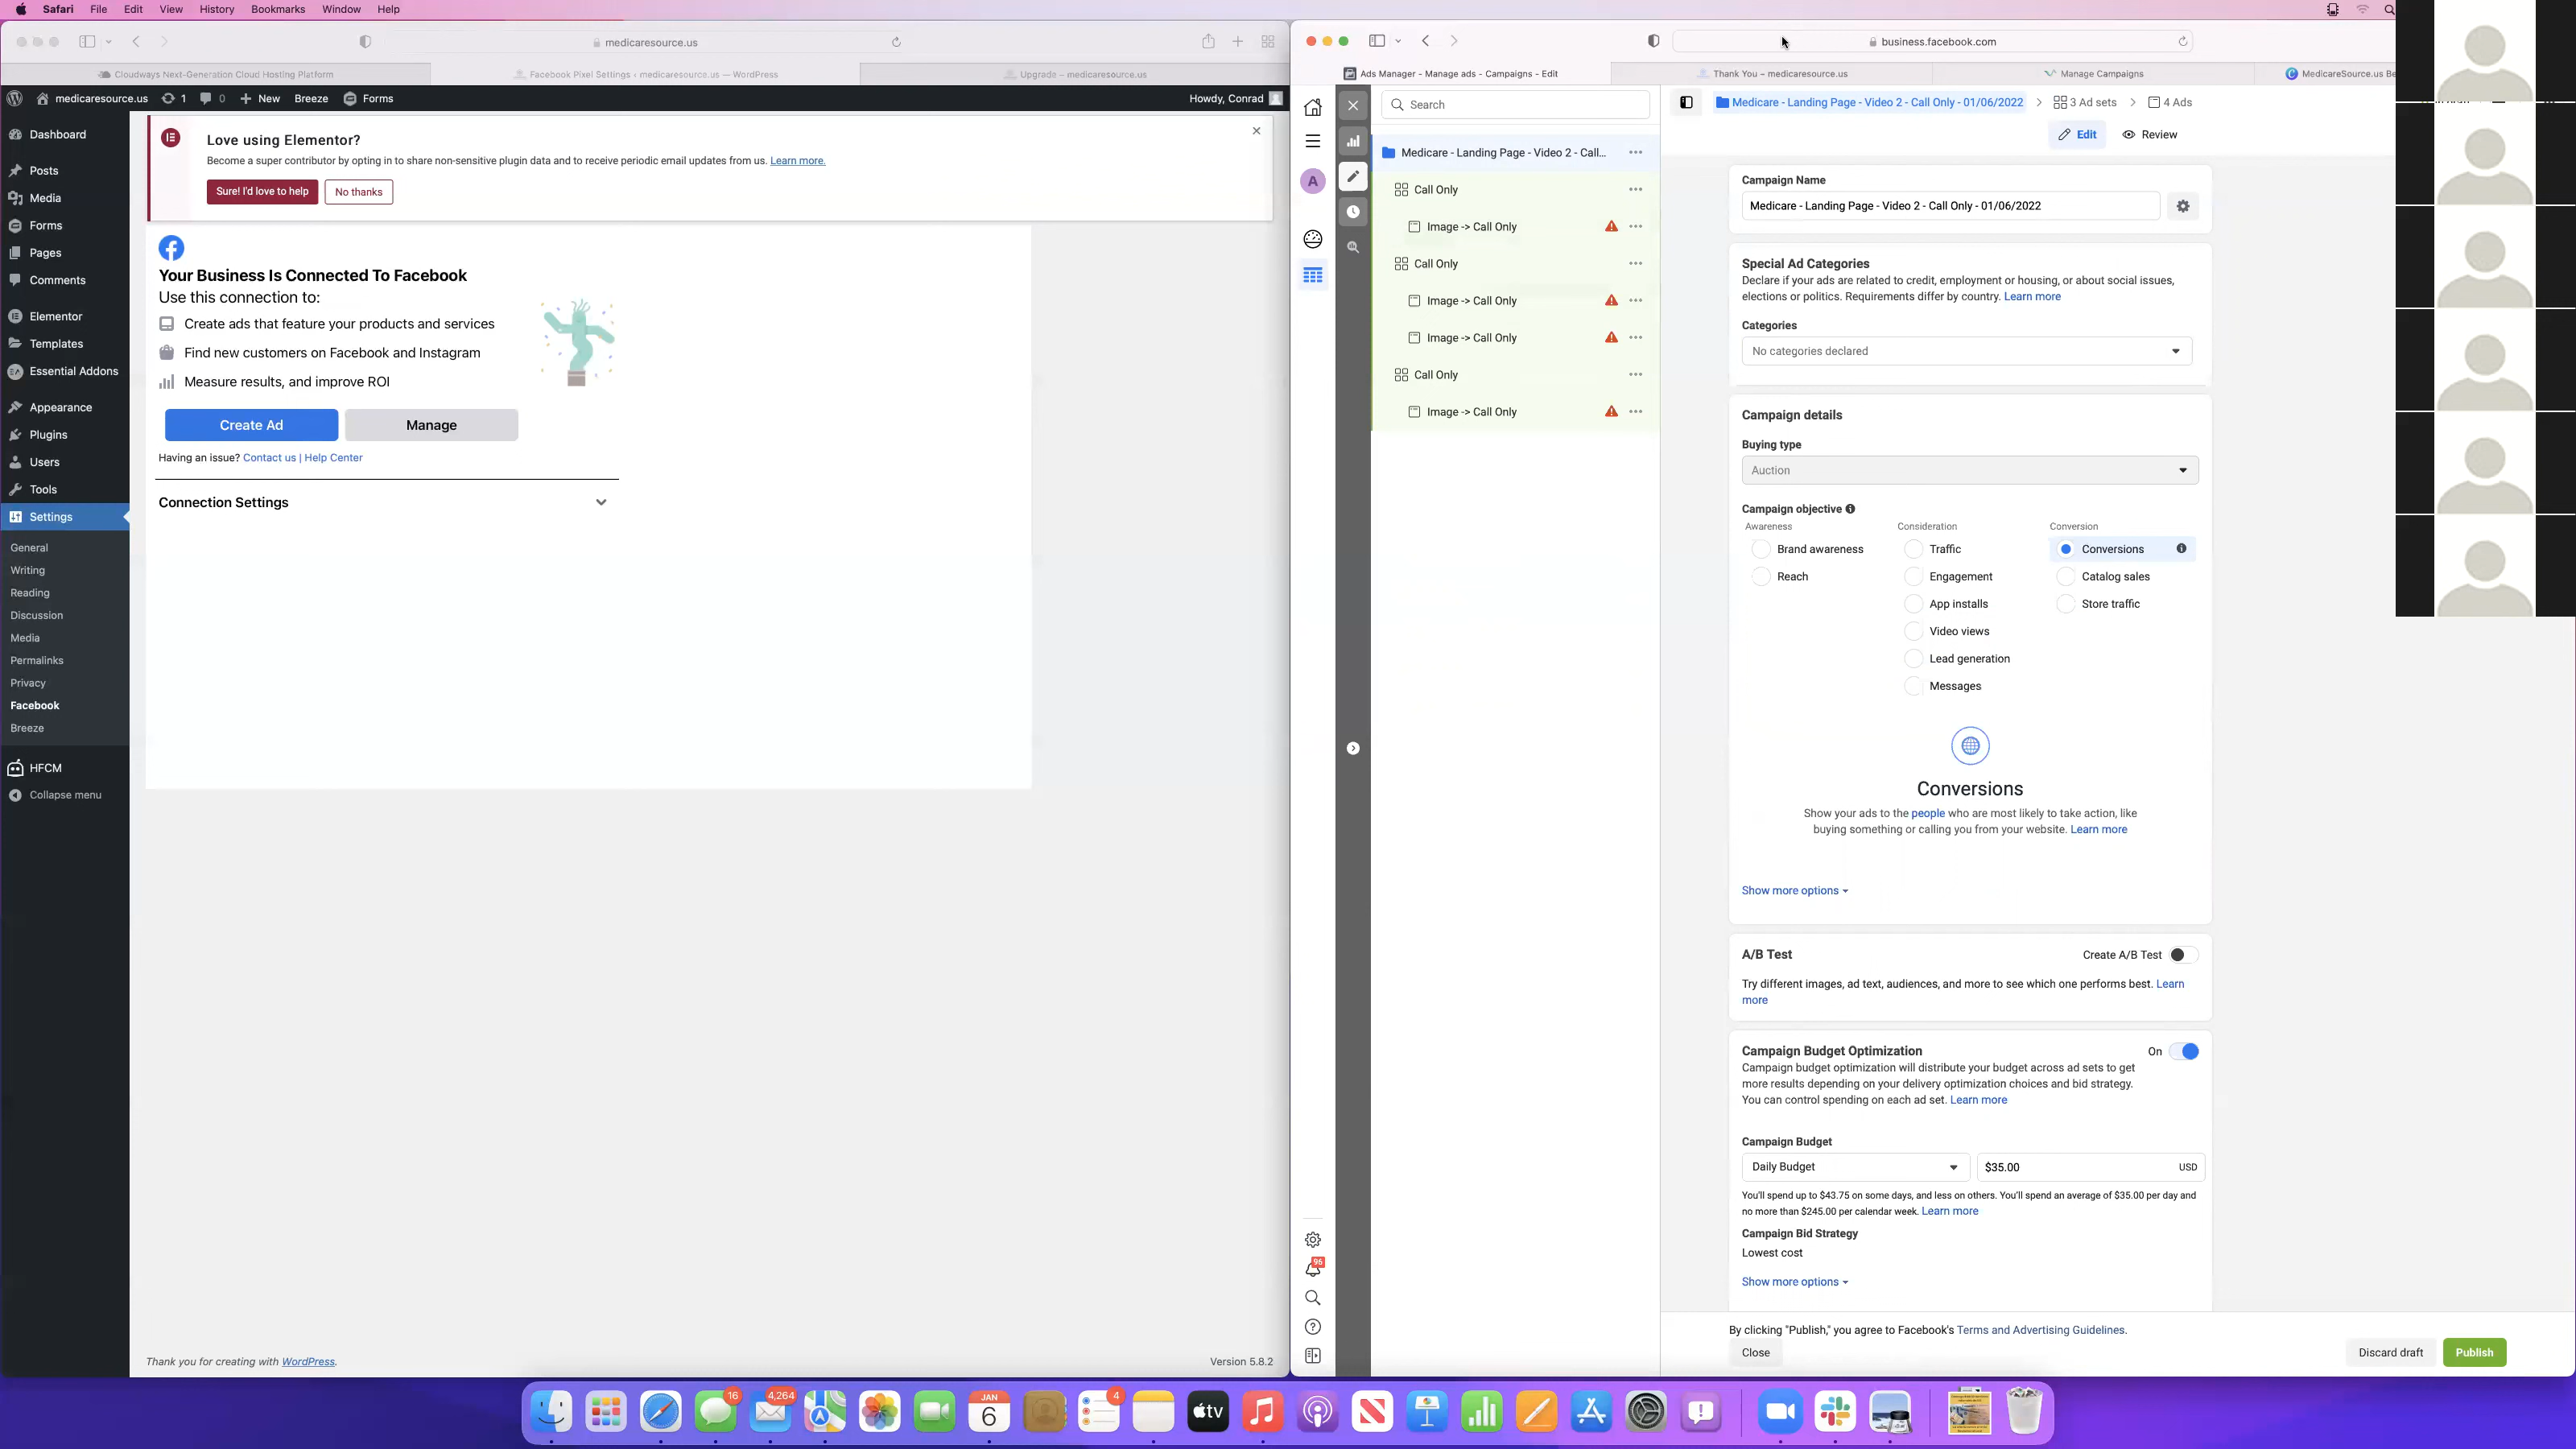 Safari File Edit View History Bookmarks Window Help
medicaresource.us
Cloudways Next-Generation Cloud Hosting Platform
Facebook Pixel Settings ‹ medicaresource.us — WordPress
Upgrade – medicaresource.us
medicaresource.us 1 0 New Breeze Forms
Howdy, Conrad
Dashboard
Posts
Media
Forms
Pages
Comments
Elementor
Templates
Essential Addons
Appearance
Plugins
Users
Tools
Settings
General
Writing
Reading
Discussion
Media
Permalinks
Privacy
Facebook
Breeze
HFCM
Collapse menu
Love using Elementor?
Become a super contributor by opting in to share non-sensitive plugin data and to receive periodic email updates from us. Learn more.
Sure! I'd love to help
No thanks
Your Business Is Connected To Facebook
Use this connection to:
Create ads that feature your products and services
Find new customers on Facebook and Instagram
Measure results, and improve ROI
Create Ad
Manage
Having an issue? Contact us | Help Center
Connection Settings
Thank you for creating with WordPress.
Version 5.8.2
business.facebook.com
Ads Manager - Manage ads - Campaigns - Edit
Thank You – medicaresource.us
Manage Campaigns
MedicareSource.us Be
A
Search
Medicare - Landing Page - Video 2 - Call...
Call Only
Image -> Call Only
Call Only
Image -> Call Only
Image -> Call Only
Call Only
Image -> Call Only
96
Medicare - Landing Page - Video 2 - Call Only - 01/06/2022
3 Ad sets
4 Ads
Edit
Review
Campaign Name
Medicare - Landing Page - Video 2 - Call Only - 01/06/2022
Special Ad Categories
Declare if your ads are related to credit, employment or housing, or about social issues,
elections or politics. Requirements differ by country. Learn more
Categories
No categories declared
Campaign details
Buying type
Auction
Campaign objective
Awareness Consideration Conversion
Brand awareness Traffic Conversions
Reach Engagement Catalog sales
App installs Store traffic
Video views
Lead generation
Messages
Conversions
Show your ads to the people who are most likely to take action, like
buying something or calling you from your website. Learn more
Show more options
A/B Test
Create A/B Test
Try different images, ad text, audiences, and more to see which one performs best. Learn
more
Campaign Budget Optimization
On
Campaign budget optimization will distribute your budget across ad sets to get
more results depending on your delivery optimization choices and bid strategy.
You can control spending on each ad set. Learn more
Campaign Budget
Daily Budget
$35.00
USD
You'll spend up to $43.75 on some days, and less on others. You'll spend an average of $35.00 per day and
no more than $245.00 per calendar week. Learn more
Campaign Bid Strategy
Lowest cost
Show more options
By clicking "Publish," you agree to Facebook's Terms and Advertising Guidelines.
Close
Discard draft
Publish
16
4,264
JAN
6
4
tv